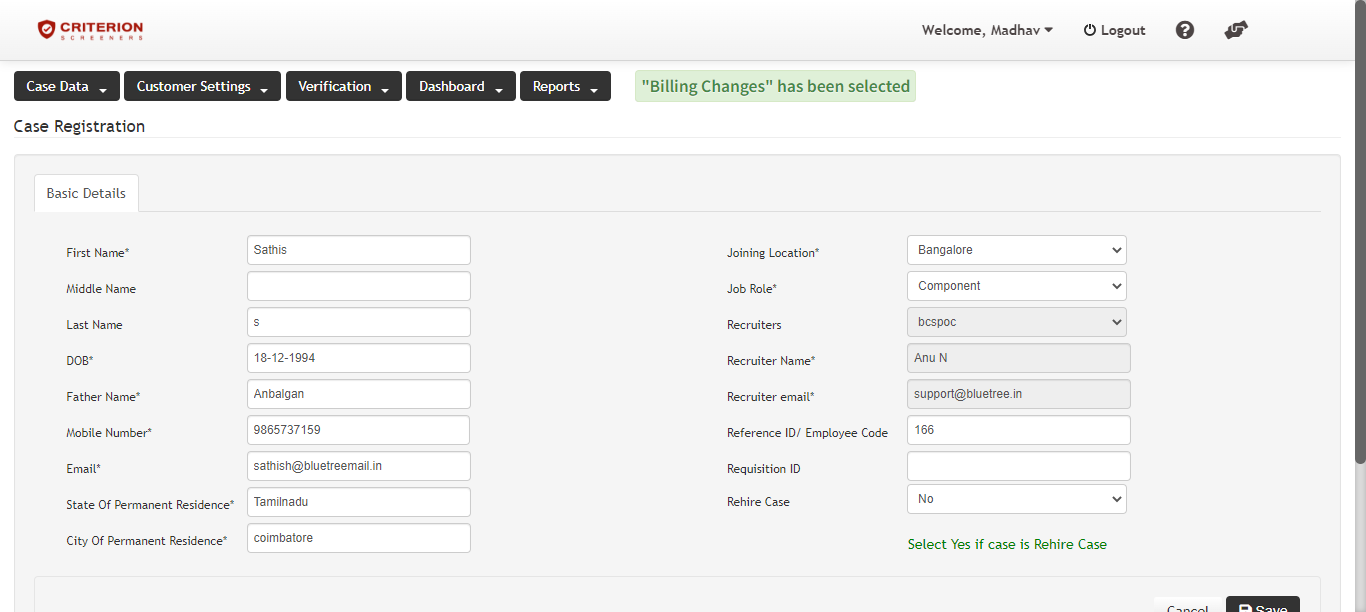 CRITERION
SCREENERS
Welcome, Madhav
Logout
Case Data
Customer Settings
Verification
Dashboard
Reports
"Billing Changes" has been selected
Case Registration
Basic Details
First Name* Sathis
Middle Name
Last Name s
DOB* 18-12-1994
Father Name* Anbalgan
Mobile Number* 9865737159
Email* sathish@bluetreemail.in
State Of Permanent Residence* Tamilnadu
City Of Permanent Residence* coimbatore
Joining Location* Bangalore
Job Role* Component
Recruiters bcspoc
Recruiter Name* Anu N
Recruiter email* support@bluetree.in
Reference ID/ Employee Code 166
Requisition ID
Rehire Case No
Select Yes if case is Rehire Case
Cancel
Save